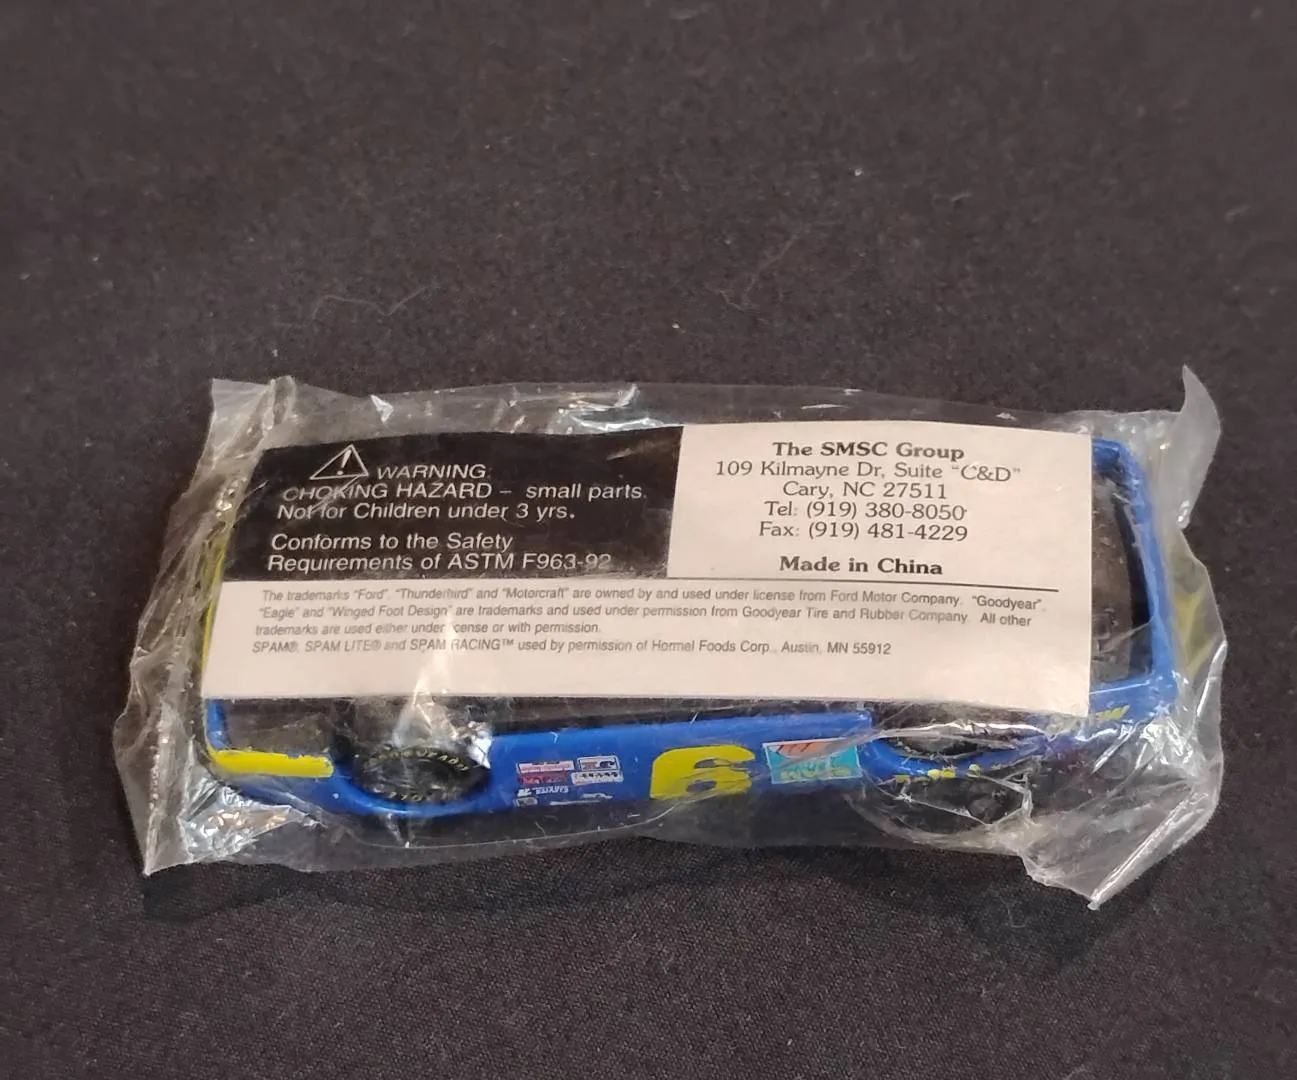 WARNING:
CHOKING HAZARD – small parts.
Not for Children under 3 yrs.
Conforms to the Safety
Requirements of ASTM F963-92
The SMSC Group
109 Kilmayne Dr, Suite "C&D"
Cary, NC 27511
Tel: (919) 380-8050
Fax: (919) 481-4229
Made in China
The trademarks "Ford", "Thunderbird" and "Motorcraft" are owned by and used under license from Ford Motor Company. "Goodyear",
"Eagle" and "Winged Foot Design" are trademarks and used under permission from Goodyear Tire and Rubber Company. All other
trademarks are used either under license or with permission.
SPAM®, SPAM LITE® and SPAM RACING™ used by permission of Hormel Foods Corp., Austin, MN 55912
9